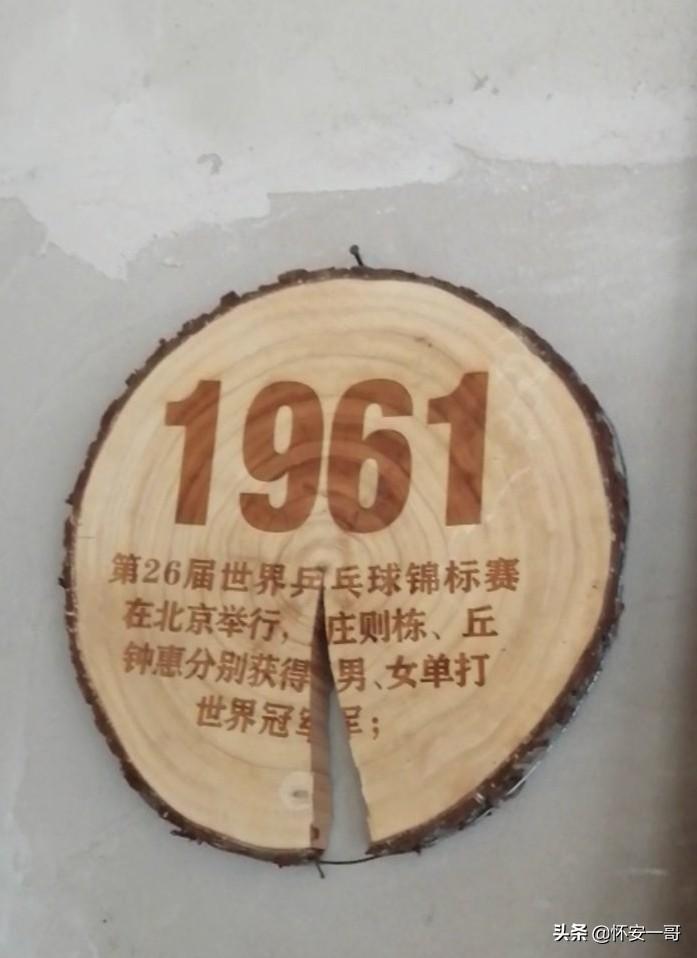 1961
第26届世界乒乓球锦标赛
在北京举行，庄则栋、丘
钟惠分别获得男、女单打
世界冠军；
头条 @怀安一哥